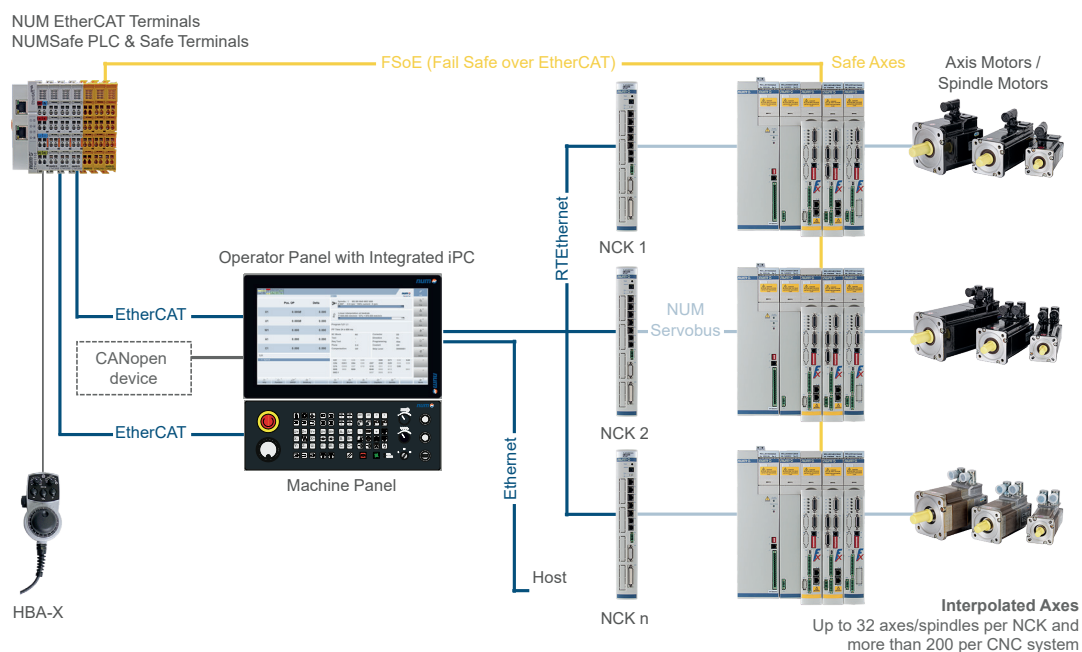 NUM EtherCAT Terminals
NUMSafe PLC & Safe Terminals
FSoE (Fail Safe over EtherCAT)
Safe Axes
Axis Motors /
Spindle Motors
NCK 1
RTEthernet
Operator Panel with Integrated iPC
num
EtherCAT
CANopen
device
NUM
Servobus
NCK 2
EtherCAT
Machine Panel
Ethernet
Host
HBA-X
NCK n
Interpolated Axes
Up to 32 axes/spindles per NCK and
more than 200 per CNC system